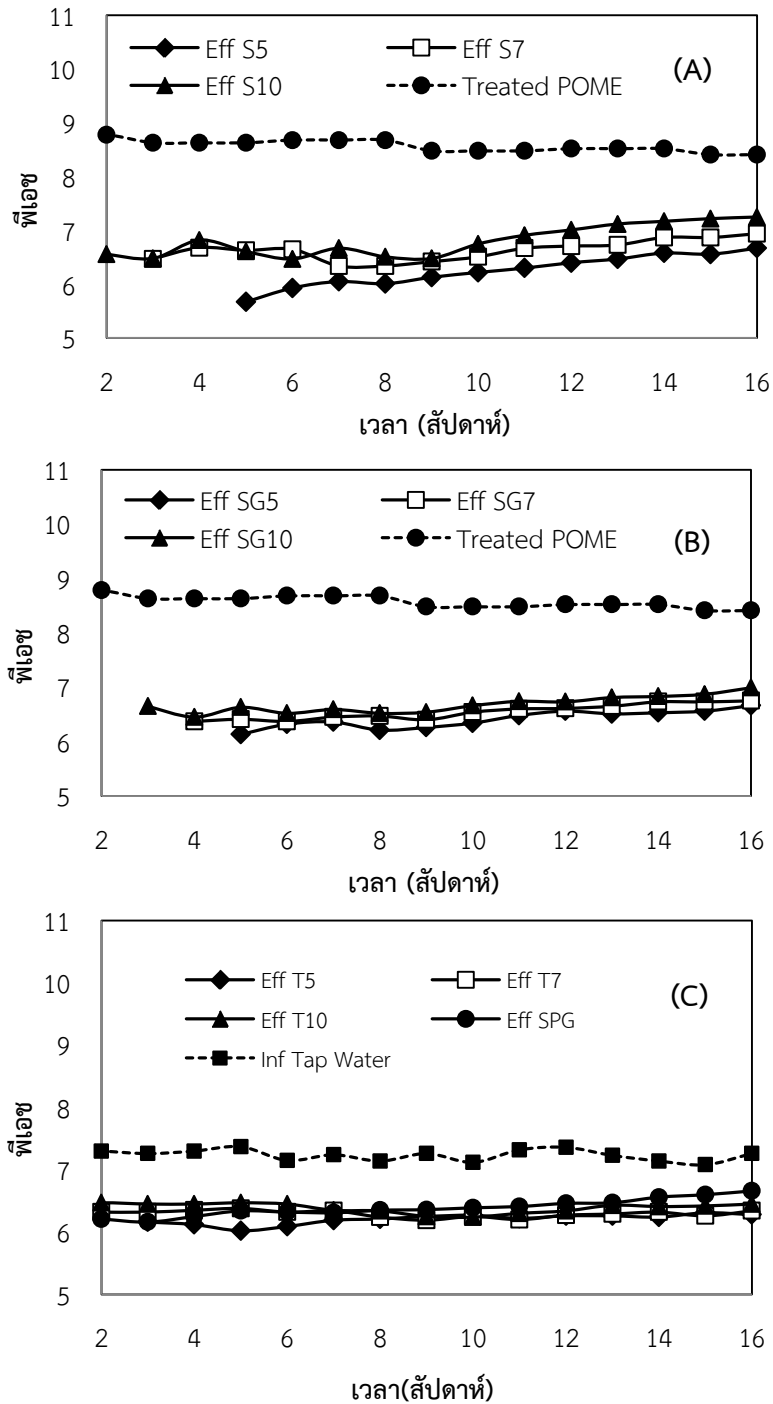 11
10
9
8
7
6
5
พีเอช
Eff S5
Eff S7
Eff S10
Treated POME
(A)
2 4 6 8 10 12 14 16
เวลา (สัปดาห์)
11
10
9
8
7
6
5
พีเอช
Eff SG5
Eff SG7
Eff SG10
Treated POME
(B)
2 4 6 8 10 12 14 16
เวลา (สัปดาห์)
11
10
9
8
7
6
5
พีเอช
Eff T5
Eff T7
Eff T10
Eff SPG
Inf Tap Water
(C)
2 4 6 8 10 12 14 16
เวลา(สัปดาห์)